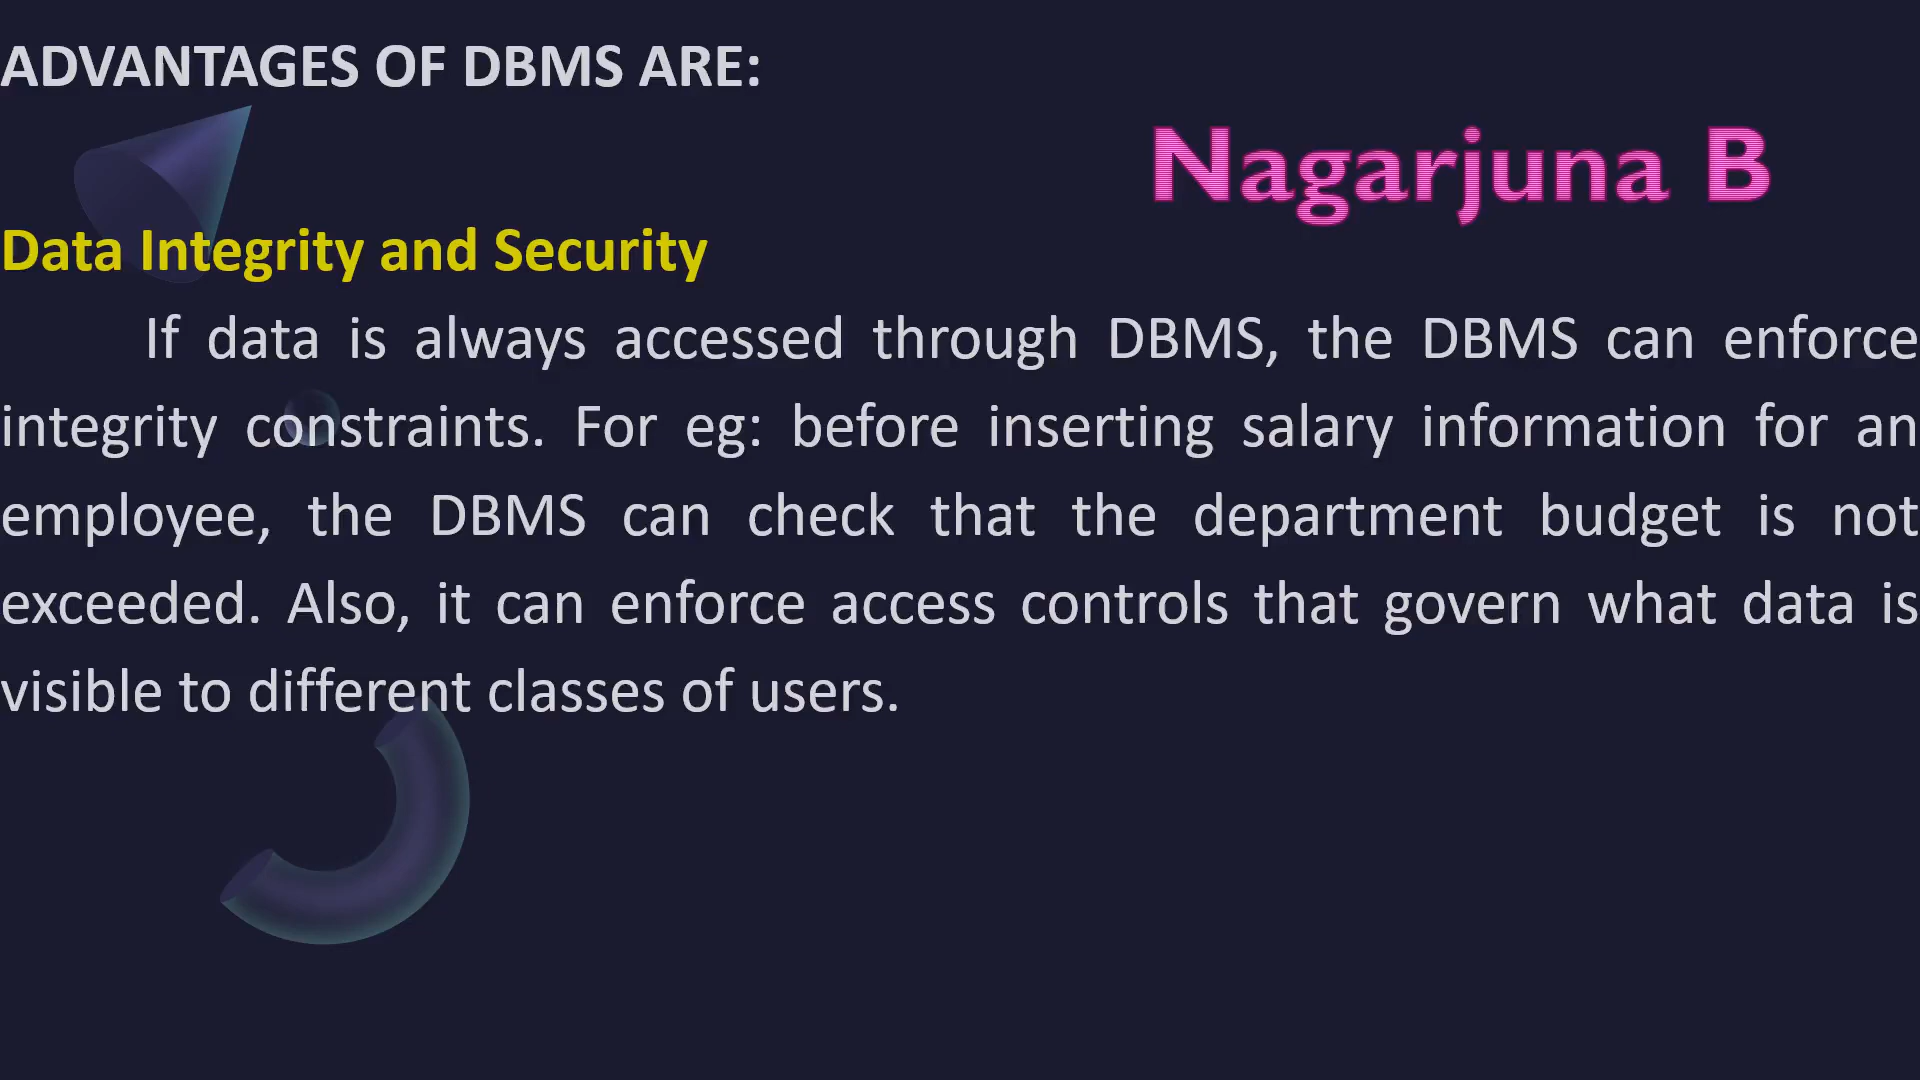 ADVANTAGES OF DBMS ARE:
Nagarjuna B
Data Integrity and Security
If data is always accessed through DBMS, the DBMS can enforce
integrity constraints. For eg: before inserting salary information for an
employee, the DBMS can check that the department budget is not
exceeded. Also, it can enforce access controls that govern what data is
visible to different classes of users.